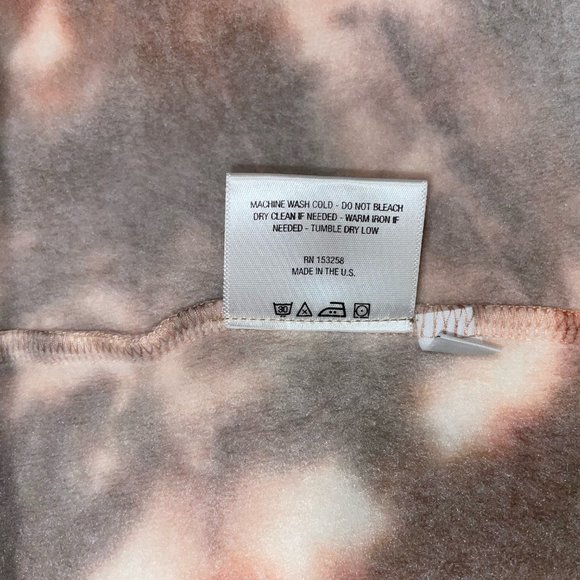 MACHINE WASH COLD - DO NOT BLEACH
DRY CLEAN IF NEEDED - WARM IRON IF
NEEDED - TUMBLE DRY LOW
RN 153258
MADE IN THE U.S.